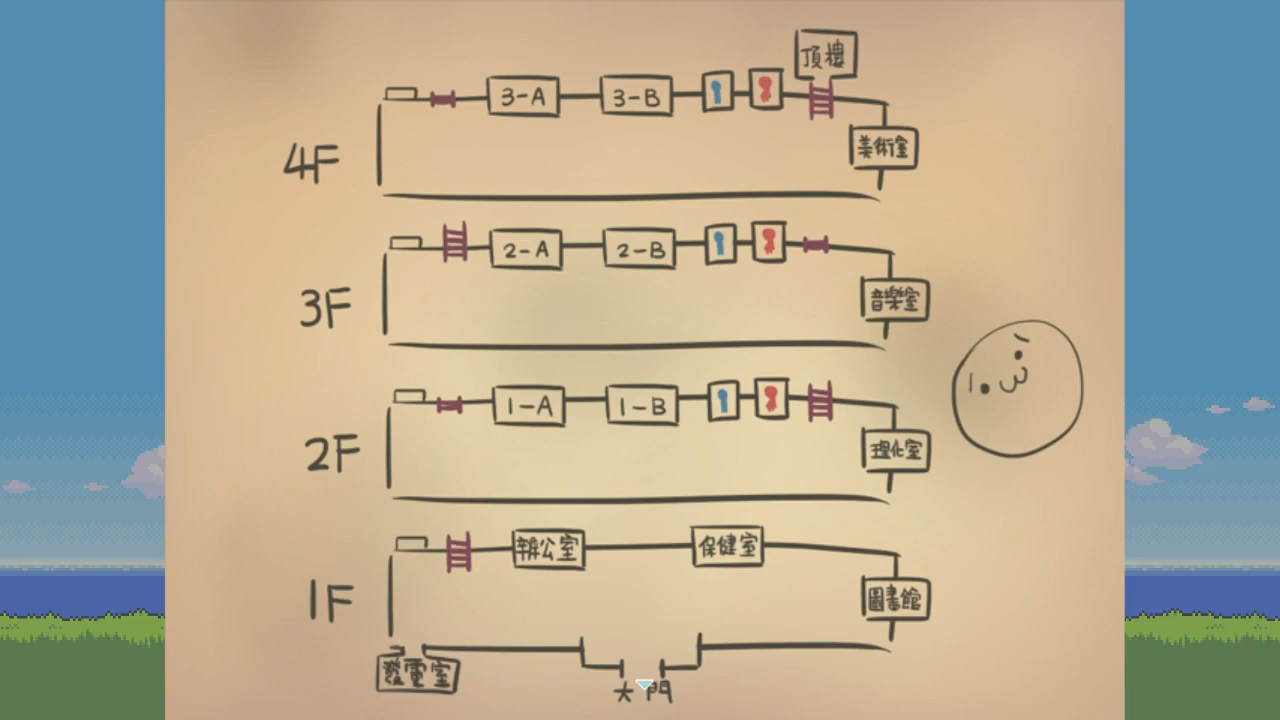 頂樓
3-A
3-B
美術室
4F
2-A
2-B
音樂室
3F
1-A
1-B
理化室
2F
辦公室
保健室
圖書館
1F
發電室
大門